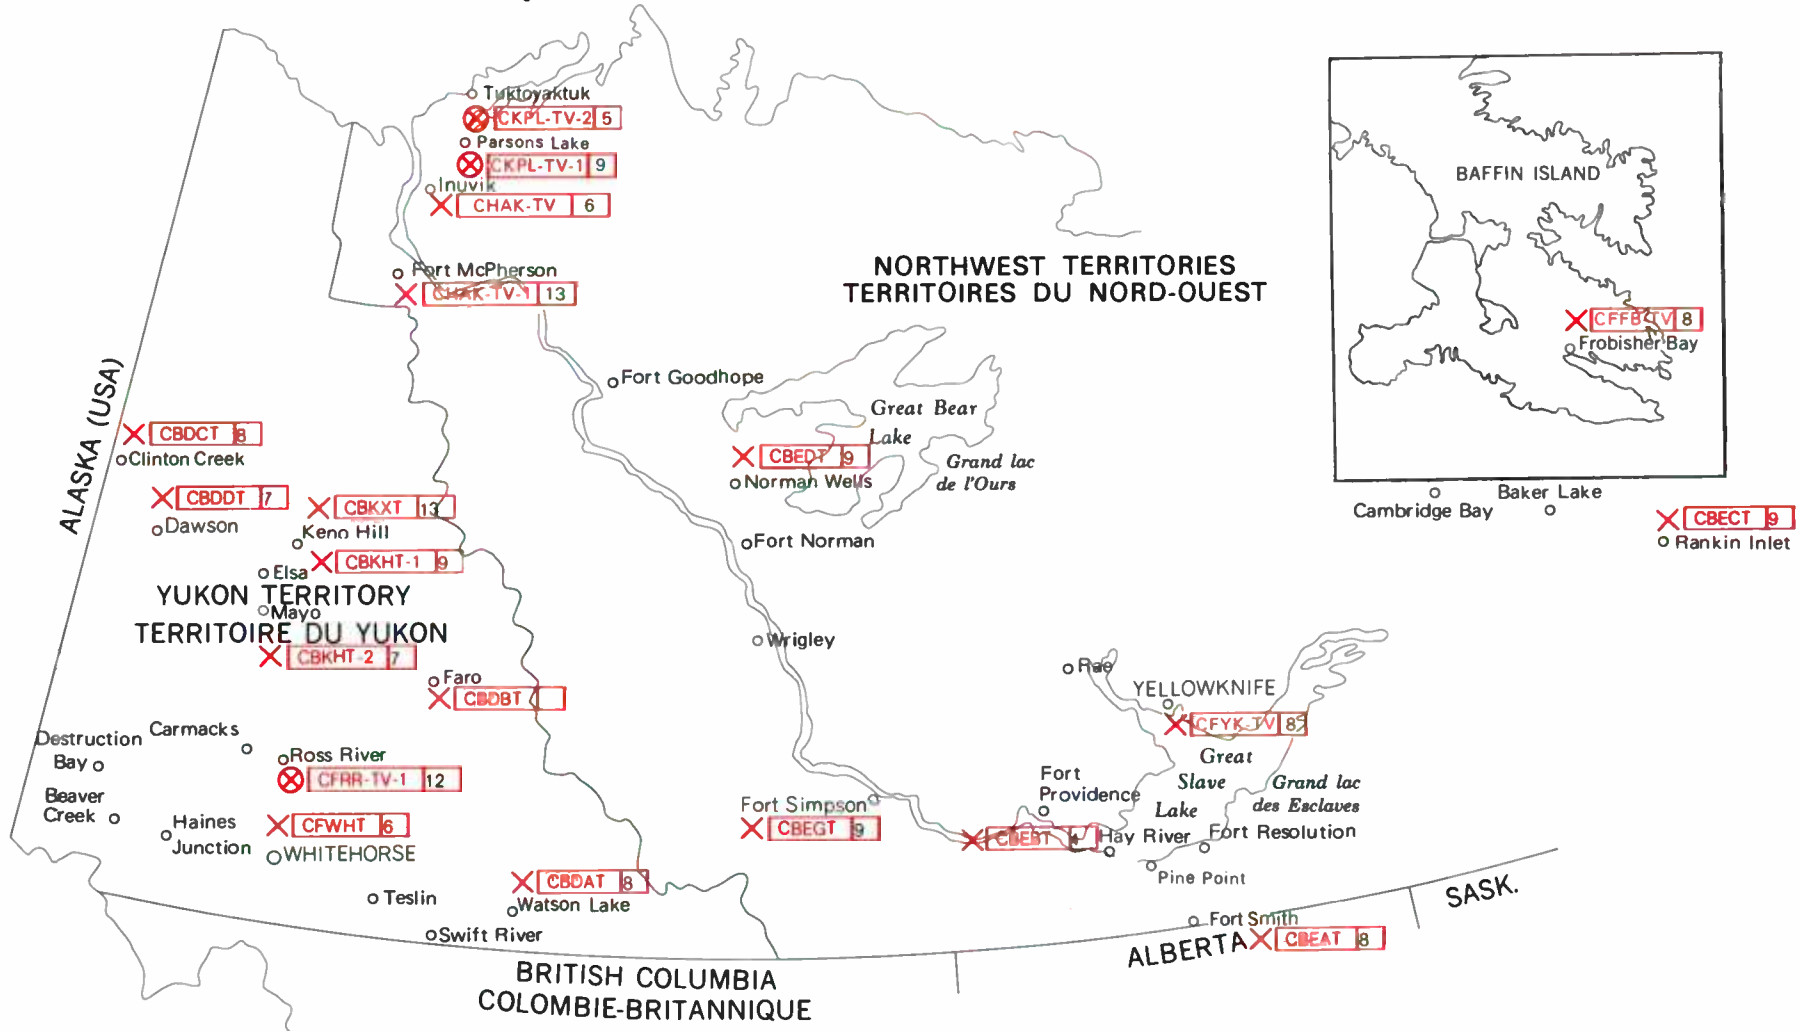 Tuktoyaktuk
CKPL-TV-2 5
Parsons Lake
CKPL-TV-1 9
Inuvik
CHAK-TV 6
Fort McPherson
CHAK-TV-1 13
NORTHWEST TERRITORIES
TERRITOIRES DU NORD-OUEST
BAFFIN ISLAND
CFFB-TV 8
Frobisher Bay
ALASKA (USA)
Fort Goodhope
Great Bear
Lake
Grand lac
de l'Ours
CBEDT 9
Norman Wells
CBDCT 8
Clinton Creek
CBDDT 7
Dawson
CBKXT 13
Keno Hill
CBKHT-1 9
Elsa
YUKON TERRITORY
Mayo
TERRITOIRE DU YUKON
CBKHT-2 7
Faro
CBDBT
Fort Norman
Wrigley
Cambridge Bay
Baker Lake
CBECT 9
Rankin Inlet
Rae
YELLOWKNIFE
CFYK-TV 8
Great
Slave
Lake
Grand lac
des Esclaves
Destruction
Bay
Carmacks
Ross River
CFRR-TV-1 12
Beaver
Creek
Haines
Junction
CFWHT 6
WHITEHORSE
Teslin
CBDAT 8
Watson Lake
Swift River
Fort Simpson
CBEGT 9
Fort
Providence
CBEBT
Hay River
Fort Resolution
Pine Point
Fort Smith
CBEAT 8
ALBERTA
SASK.
BRITISH COLUMBIA
COLOMBIE-BRITANNIQUE